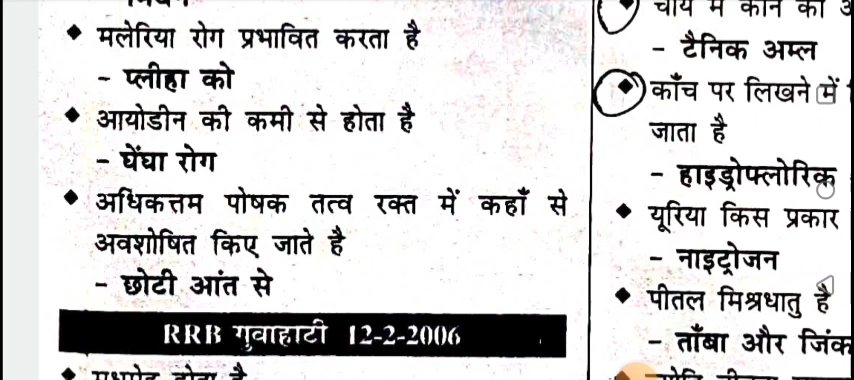 ◆ मलेरिया रोग प्रभावित करता है
– प्लीहा को
◆ आयोडीन की कमी से होता है
– घेंघा रोग
◆ अधिकत्तम पोषक तत्व रक्त में कहाँ से
अवशोषित किए जाते है
– छोटी आंत से
RRB गुवाहाटी 12-2-2006
– टैनिक अम्ल
◆ काँच पर लिखने में
जाता है
– हाइड्रोफ्लोरिक
◆ यूरिया किस प्रकार
– नाइट्रोजन
◆ पीतल मिश्रधातु है
– ताँबा और जिंक